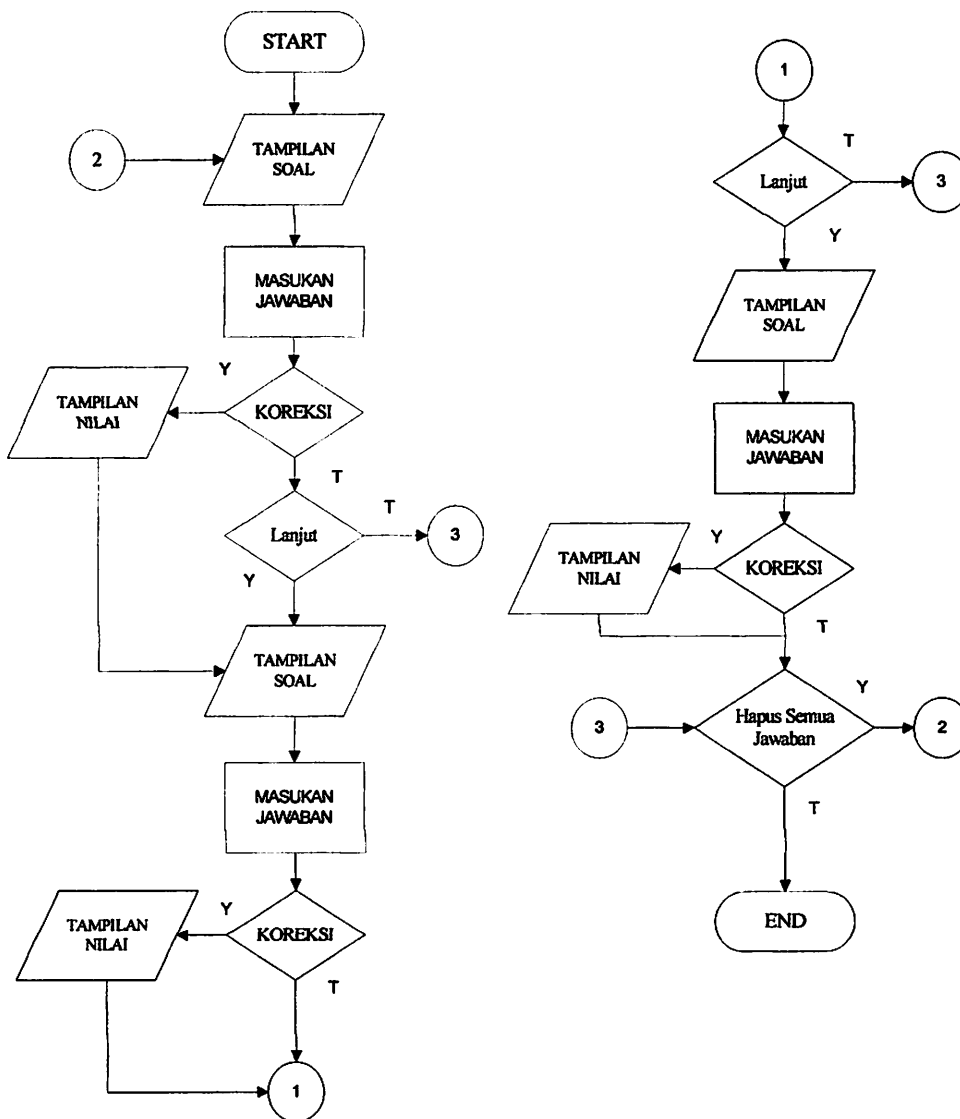 START
2
TAMPILAN
SOAL
MASUKAN
JAWABAN
Y
KOREKSI
TAMPILAN
NILAI
T
Lanjut
T
3
Y
TAMPILAN
SOAL
MASUKAN
JAWABAN
Y
KOREKSI
TAMPILAN
NILAI
T
1
1
T
Lanjut
3
Y
TAMPILAN
SOAL
MASUKAN
JAWABAN
Y
KOREKSI
TAMPILAN
NILAI
T
3
Hapus Semua
Jawaban
Y
2
T
END